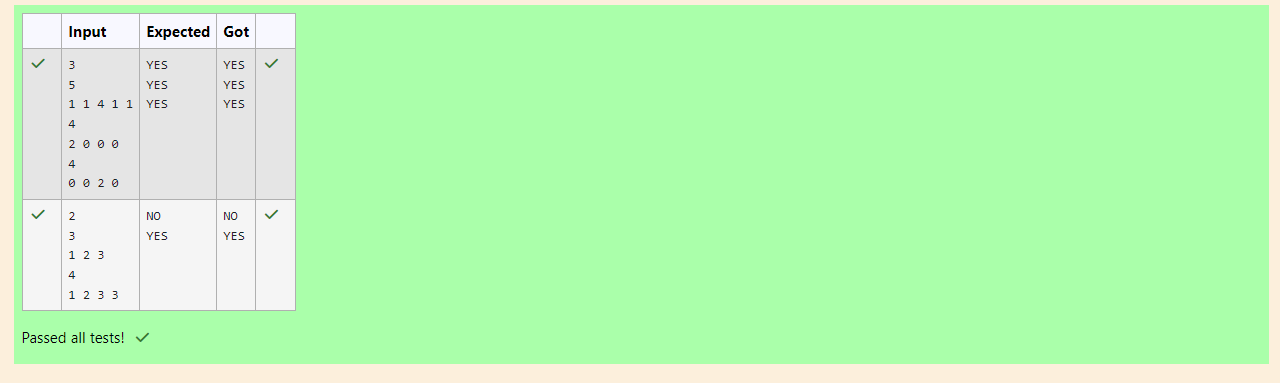 Input Expected Got
3 YES YES
5 YES YES
1 1 4 1 1 YES YES
4
2 0 0 0
4
0 0 2 0
2 NO NO
3 YES YES
1 2 3
4
1 2 3 3
Passed all tests!